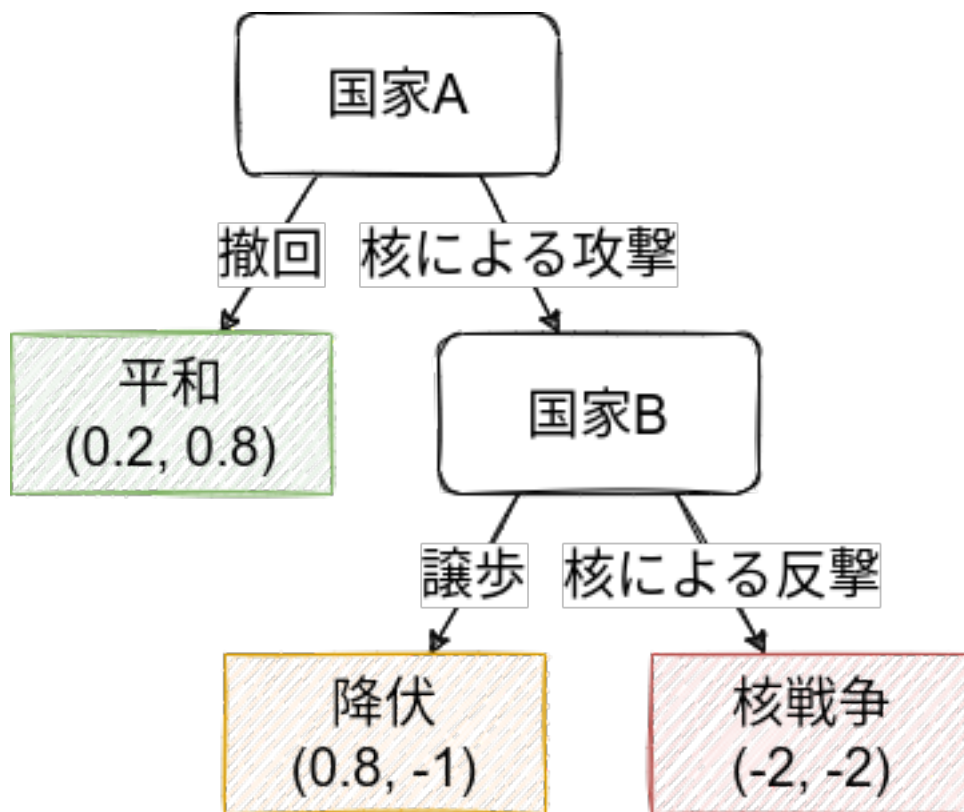 国家A
撤回
核による攻撃
平和
(0.2, 0.8)
国家B
譲歩
核による反撃
降伏
(0.8, -1)
核戦争
(-2, -2)